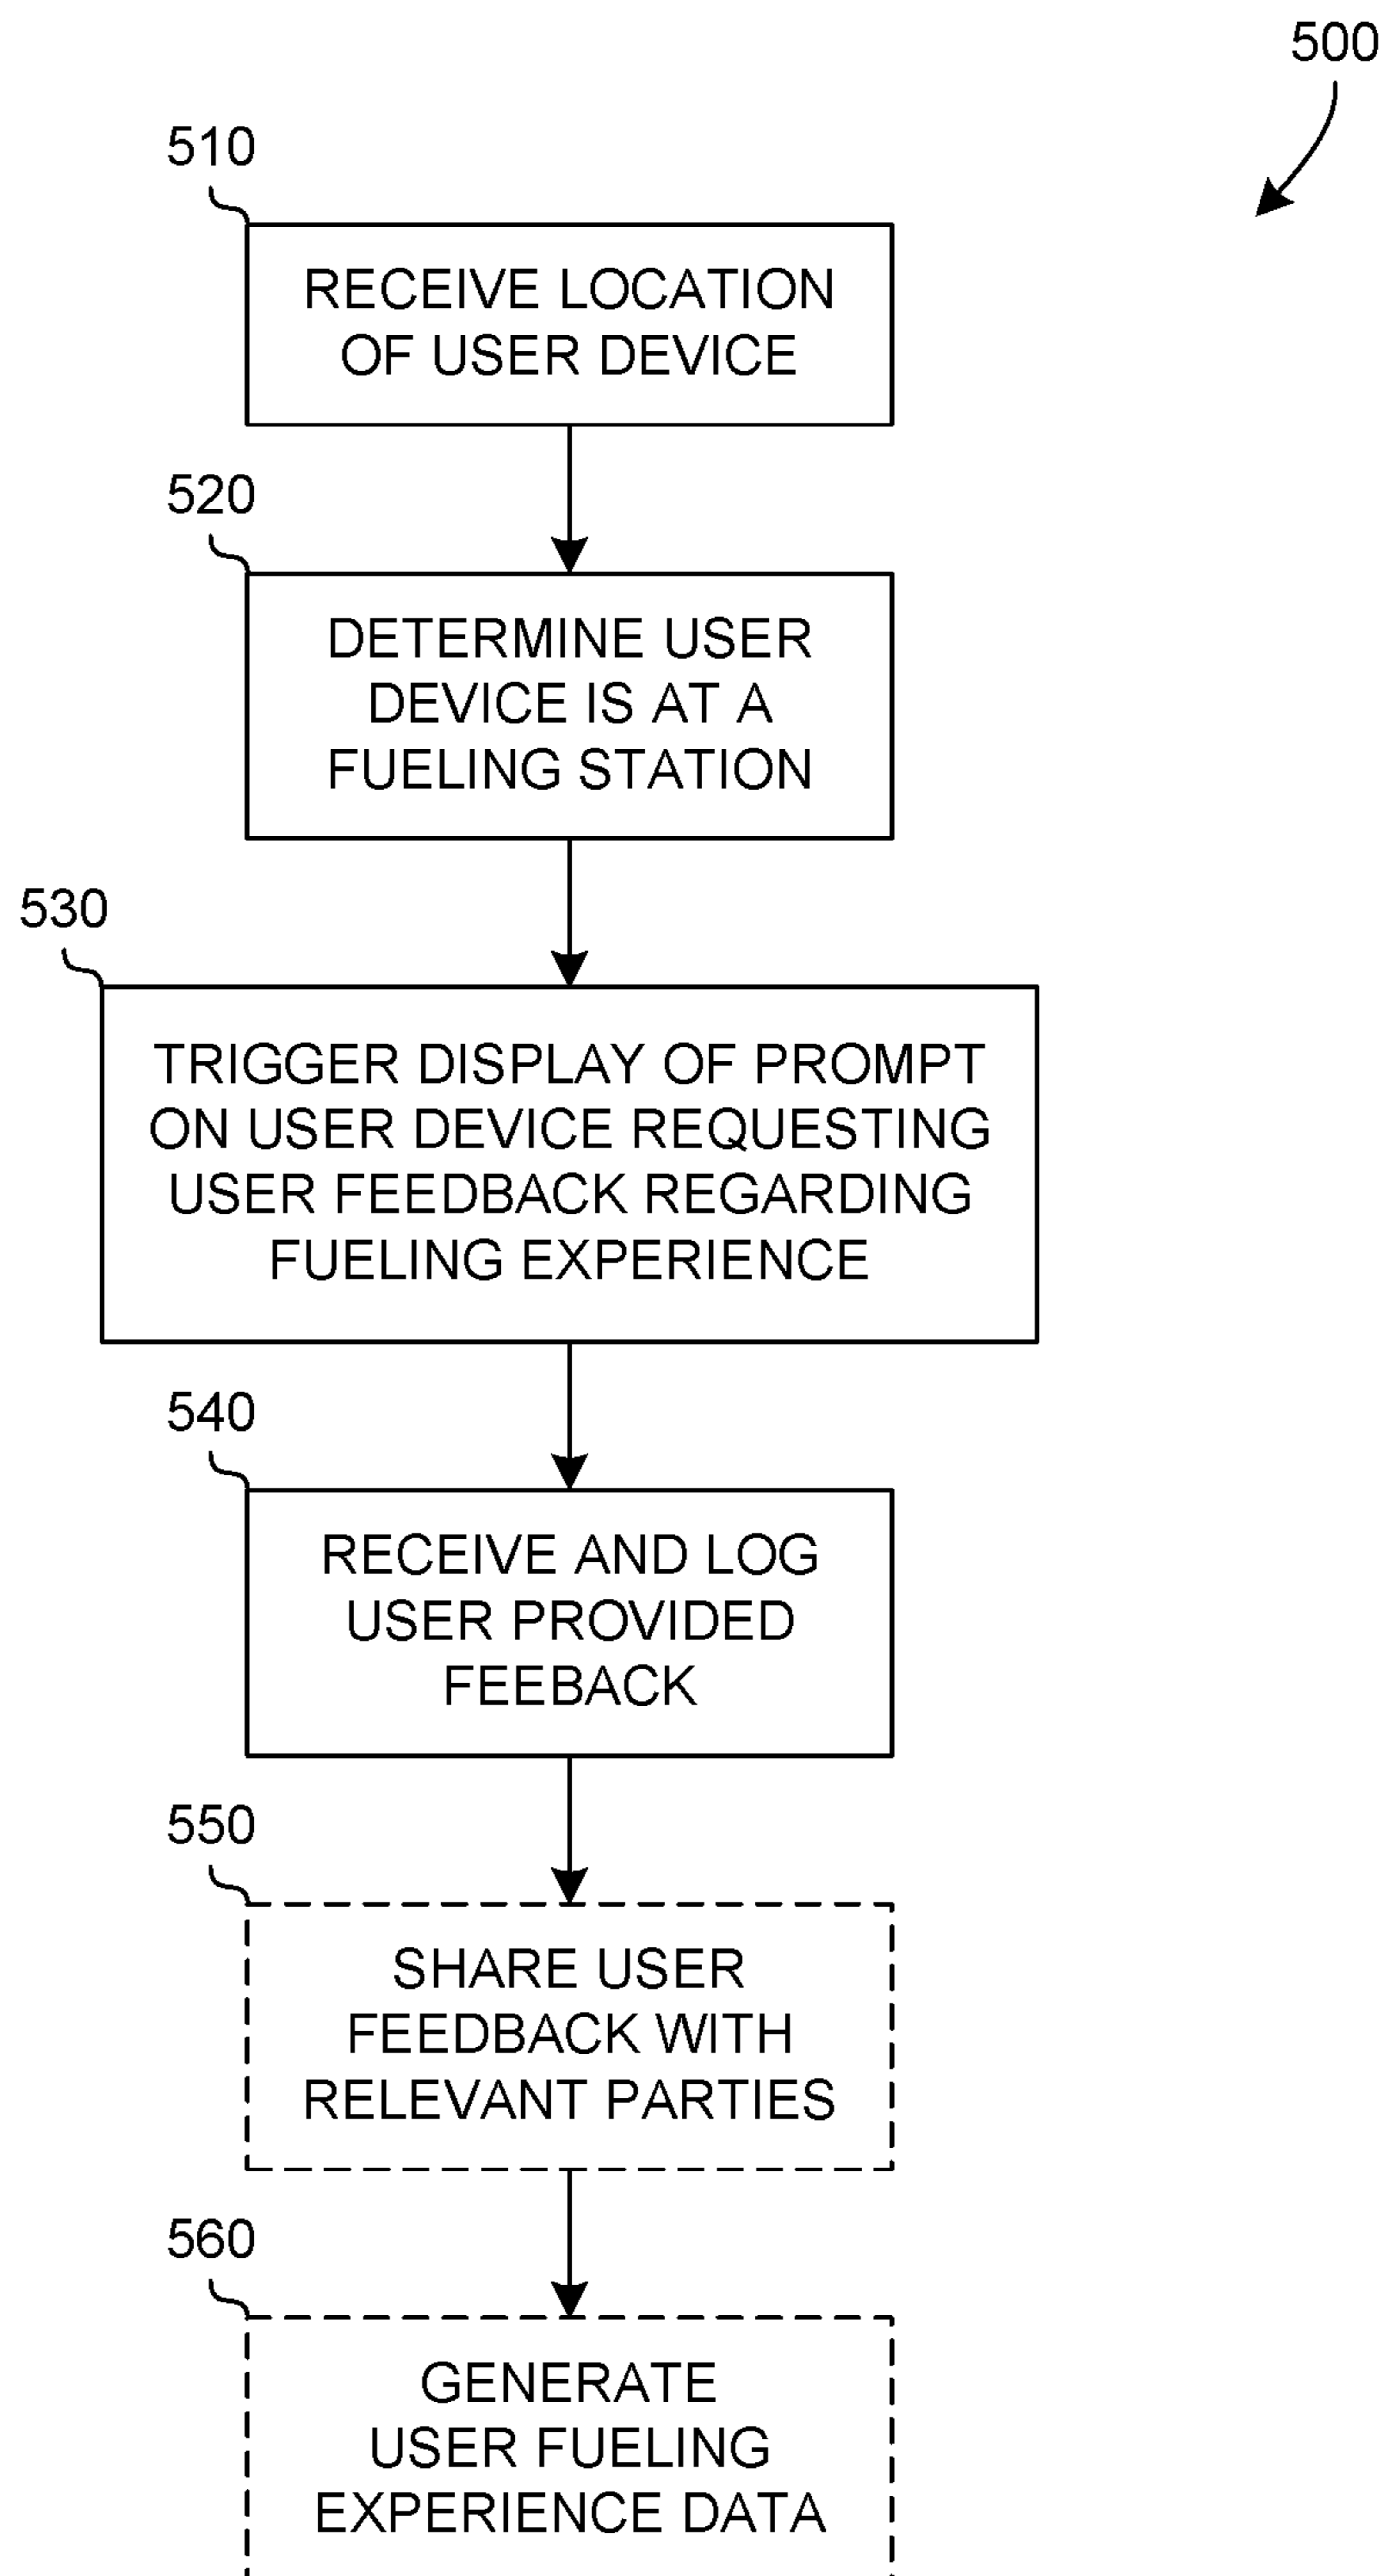 500
510
RECEIVE LOCATION
OF USER DEVICE
520
DETERMINE USER
DEVICE IS AT A
FUELING STATION
530
TRIGGER DISPLAY OF PROMPT
ON USER DEVICE REQUESTING
USER FEEDBACK REGARDING
FUELING EXPERIENCE
540
RECEIVE AND LOG
USER PROVIDED
FEEBACK
550
SHARE USER
FEEDBACK WITH
RELEVANT PARTIES
560
GENERATE
USER FUELING
EXPERIENCE DATA